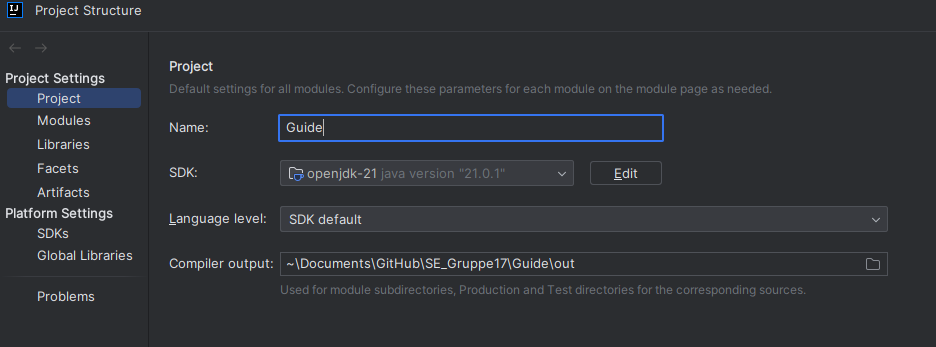 IJ Project Structure
Project Settings
Project
Modules
Libraries
Facets
Artifacts
Platform Settings
SDKs
Global Libraries
Problems
Project
Default settings for all modules. Configure these parameters for each module on the module page as needed.
Name: Guide
SDK: openjdk-21 java version "21.0.1" Edit
Language level: SDK default
Compiler output: ~\Documents\GitHub\SE_Gruppe17\Guide\out
Used for module subdirectories, Production and Test directories for the corresponding sources.